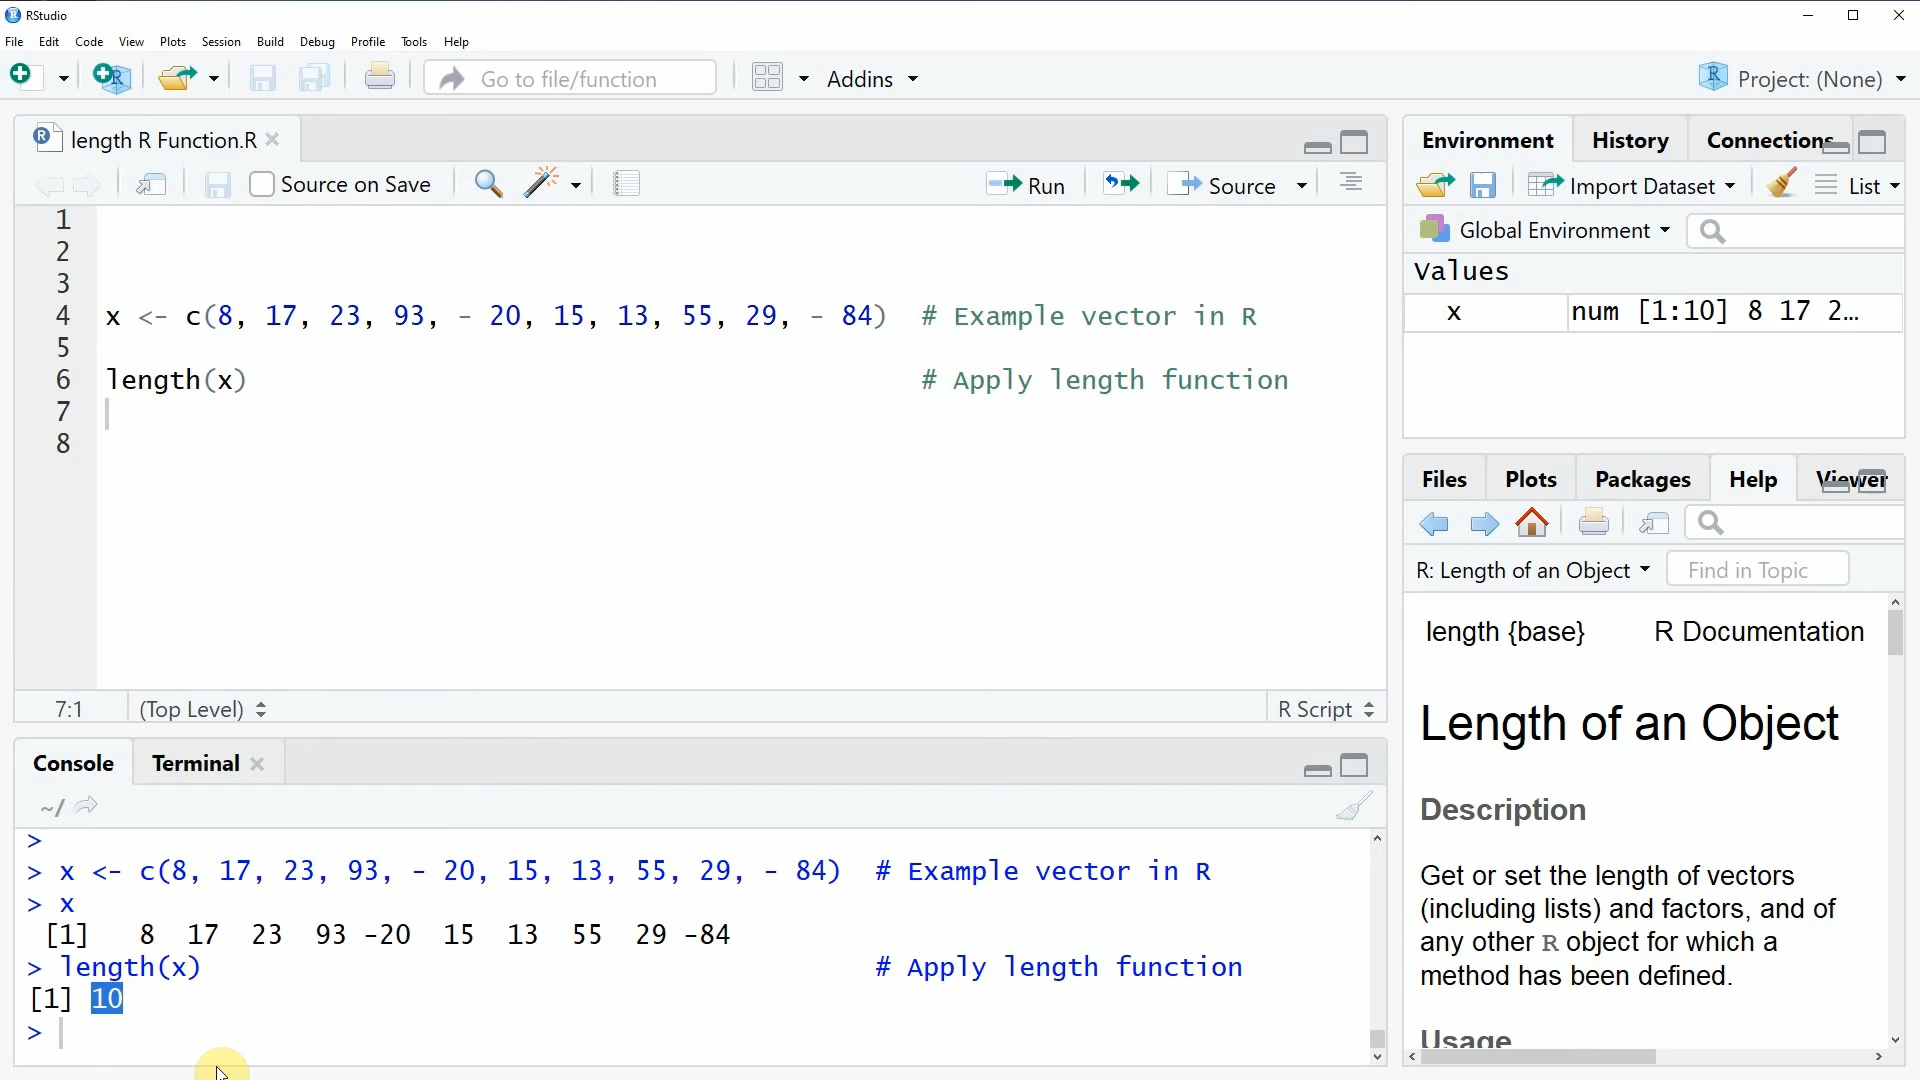 RStudio
File Edit Code View Plots Session Build Debug Profile Tools Help
Go to file/function Addins Project: (None)
length R Function.R
Source on Save Run Source
1
2
3
4 x <- c(8, 17, 23, 93, - 20, 15, 13, 55, 29, - 84) # Example vector in R
5
6 length(x) # Apply length function
7
8
7:1 (Top Level) R Script
Console Terminal
~/
>
> x <- c(8, 17, 23, 93, - 20, 15, 13, 55, 29, - 84) # Example vector in R
> x
[1] 8 17 23 93 -20 15 13 55 29 -84
> length(x) # Apply length function
[1] 10
>
Environment History Connections
Import Dataset List
Global Environment
Values
x num [1:10] 8 17 2…
Files Plots Packages Help Viewer
R: Length of an Object Find in Topic
length {base} R Documentation
Length of an Object
Description
Get or set the length of vectors
(including lists) and factors, and of
any other R object for which a
method has been defined.
Usage